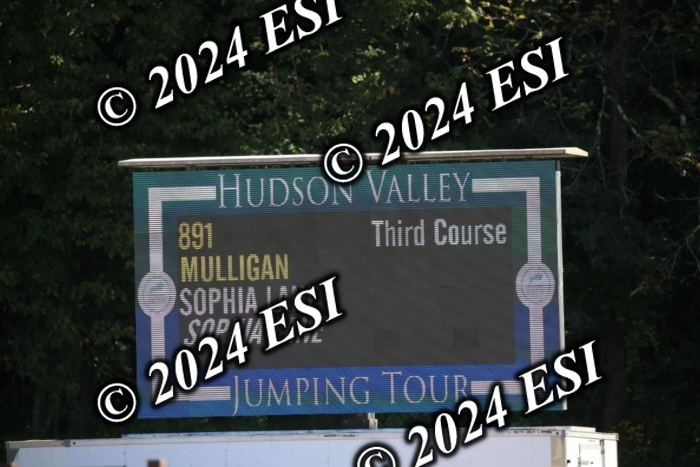 © 2024 ESI
© 2024 ESI
HUDSON VALLEY
891 Third Course
MULLIGAN
SOPHIA
© 2024 ESI
JUMPING TOUR
© 2024 ESI